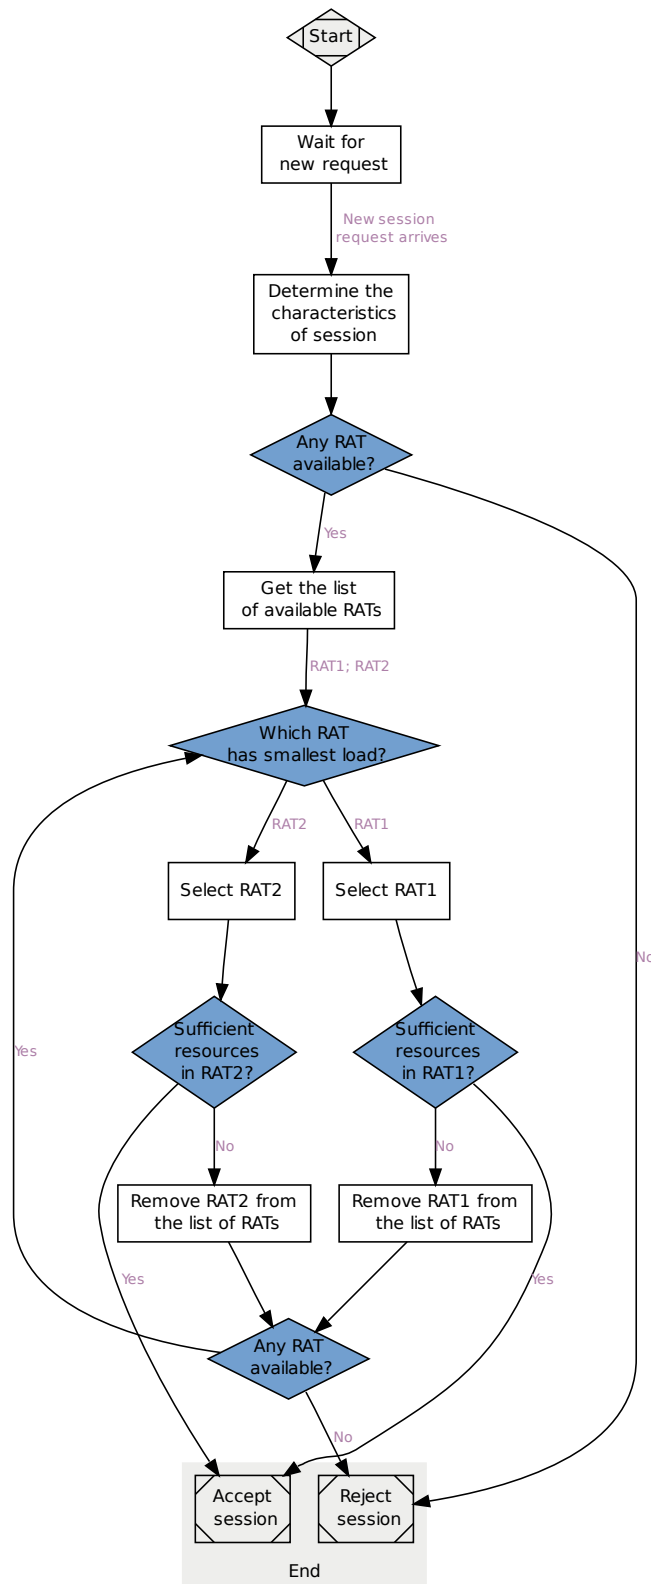 Start
Wait for
new request
New session
request arrives
Determine the
characteristics
of session
Any RAT
available?
Yes
Get the list
of available RATs
RAT1; RAT2
Which RAT
has smallest load?
RAT2
RAT1
Select RAT2
Select RAT1
No
Sufficient
resources
in RAT2?
Sufficient
resources
in RAT1?
Yes
No
No
Remove RAT2 from
the list of RATs
Remove RAT1 from
the list of RATs
Yes
Yes
Any RAT
available?
No
Accept
session
Reject
session
End